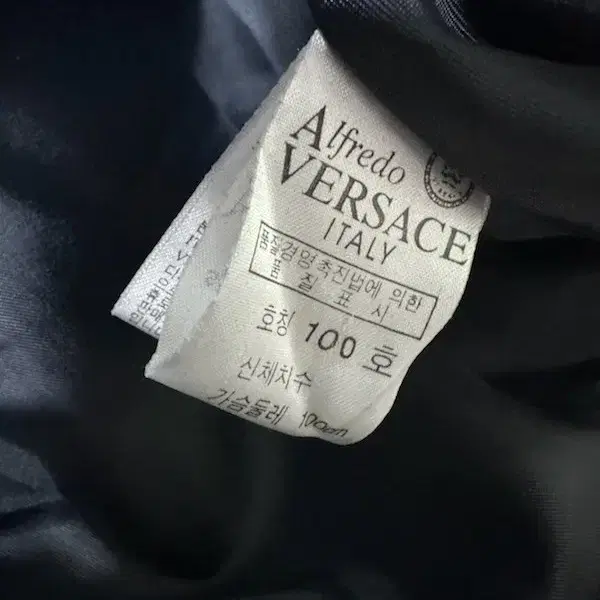 Alfredo
VERSACE
ITALY
품질경영촉진법에 의한
품질표시
호칭 100 호
신체치수
가슴둘레 100cm